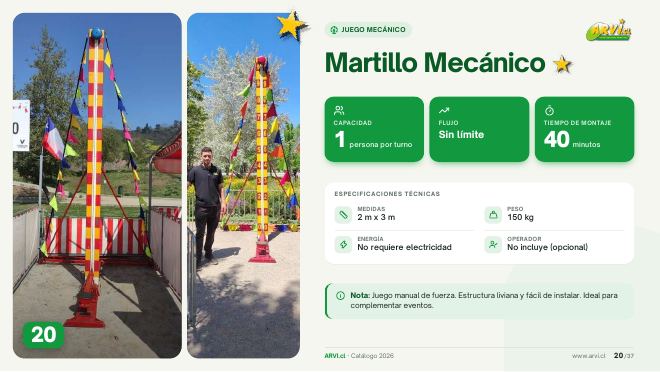 20
JUEGO MECÁNICO
ARVI.CL
Martillo Mecánico
CAPACIDAD
1 persona por turno
FLUJO
Sin límite
TIEMPO DE MONTAJE
40 minutos
ESPECIFICACIONES TÉCNICAS
MEDIDAS
2 m x 3 m
PESO
150 kg
ENERGÍA
No requiere electricidad
OPERADOR
No incluye (opcional)
Nota: Juego manual de fuerza. Estructura liviana y fácil de instalar. Ideal para
complementar eventos.
ARVI.cl · Catálogo 2026
www.arvi.cl 20 /37